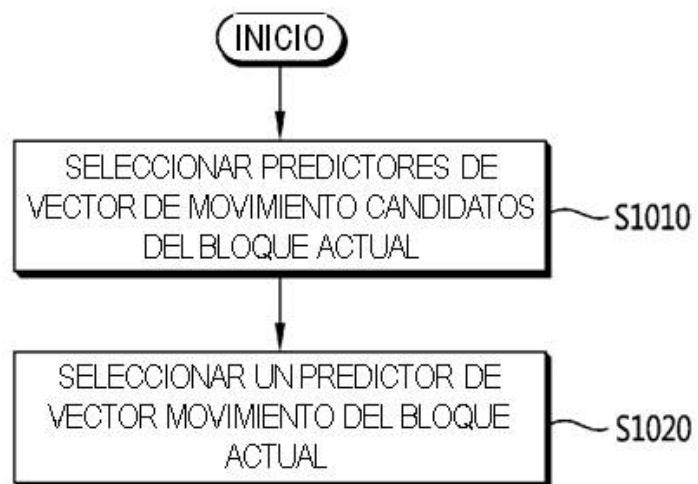 INICIO
SELECCIONAR PREDICTORES DE
VECTOR DE MOVIMIENTO CANDIDATOS
DEL BLOQUE ACTUAL
S1010
SELECCIONAR UN PREDICTOR DE
VECTOR MOVIMIENTO DEL BLOQUE
ACTUAL
S1020